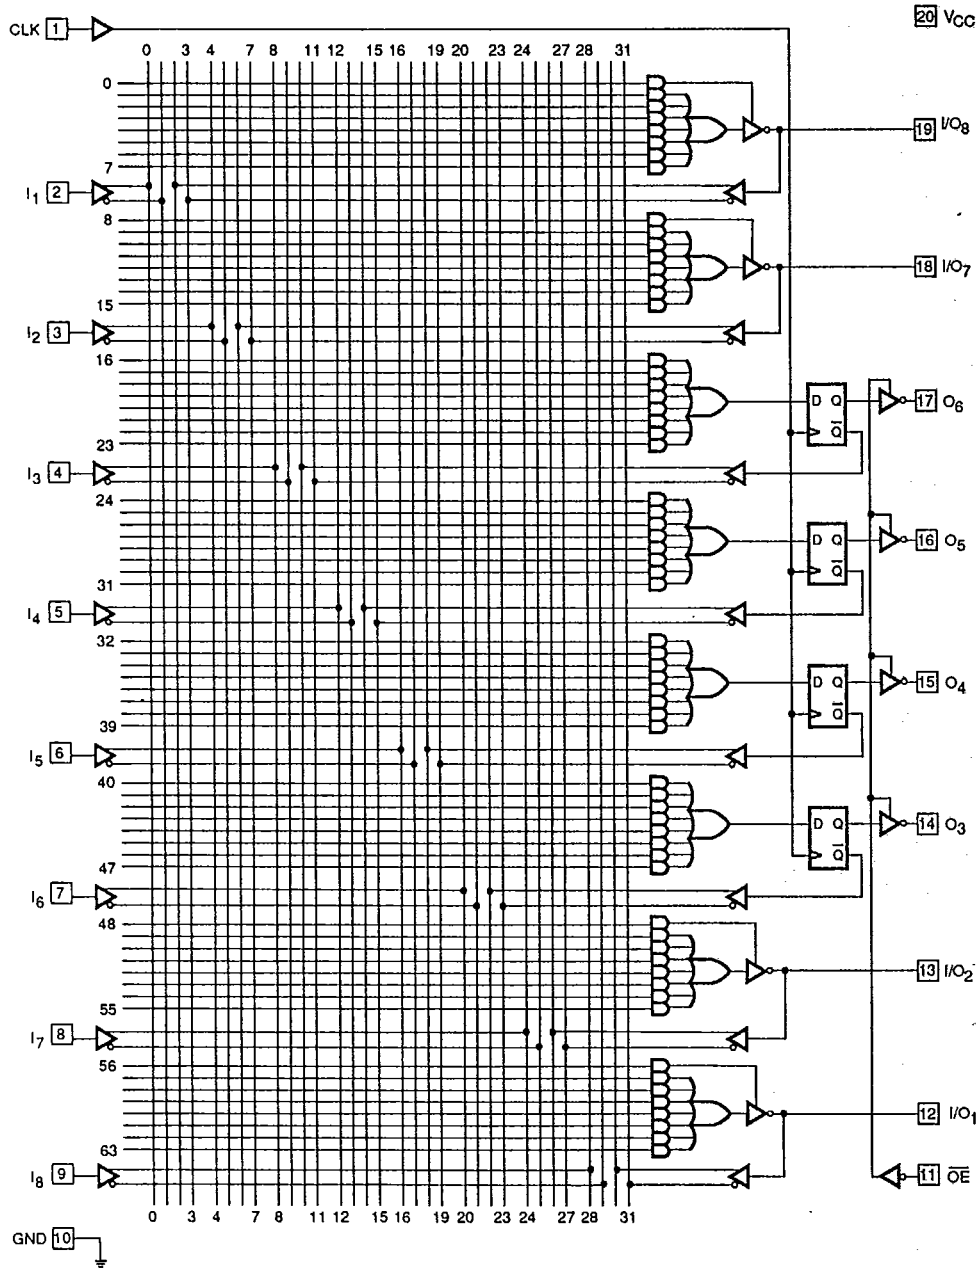 CLK 1
20 VCC
0 3 4 7 8 11 12 15 16 19 20 23 24 27 28 31
0
19 I/O8
7
I1 2
8
18 I/O7
15
I2 3
16
D Q 17 O6
Q̅
23
I3 4
24
D Q 16 O5
Q̅
31
I4 5
32
D Q 15 O4
Q̅
39
I5 6
40
D Q 14 O3
Q̅
47
I6 7
48
13 I/O2
55
I7 8
56
12 I/O1
63
I8 9
11 O̅E̅
0 3 4 7 8 11 12 15 16 19 20 23 24 27 28 31
GND 10